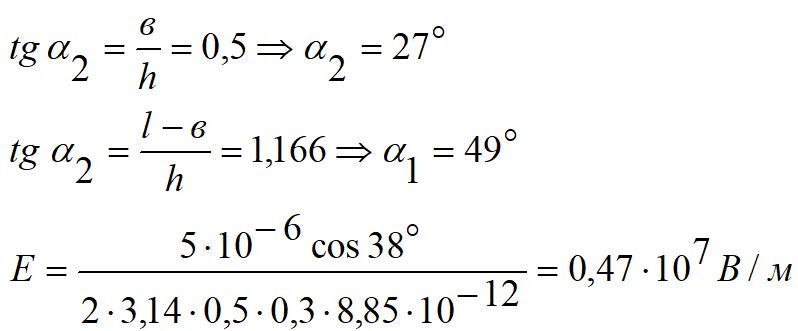 tg α₂ = в/h = 0,5 ⇒ α₂ = 27°
tg α₂ = (l − в)/h = 1,166 ⇒ α₁ = 49°
E = 5·10⁻⁶ cos 38° / 2·3,14·0,5·0,3·8,85·10⁻¹² = 0,47·10⁷ В / м